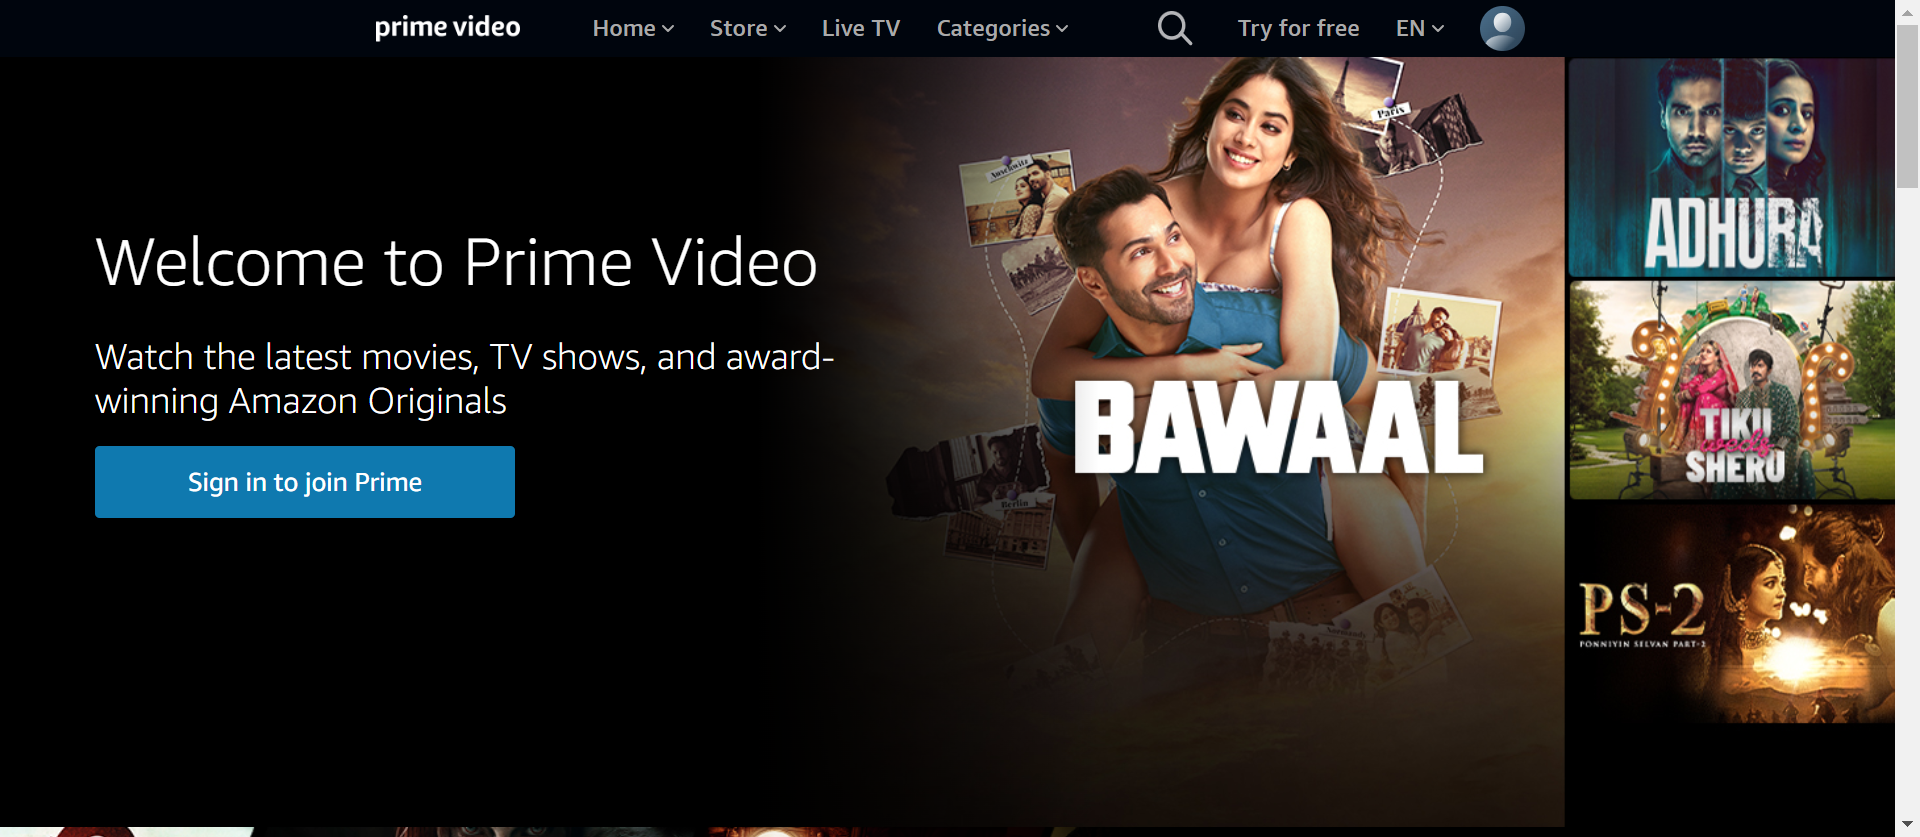 prime video
Home
Store
Live TV
Categories
Try for free
EN
Welcome to Prime Video
Watch the latest movies, TV shows, and award-
winning Amazon Originals
Sign in to join Prime
Paris
Auschwitz
BAWAAL
Berlin
Normandy
ADHURA
TIKU
weds
SHERU
PS-2
PONNIYIN SELVAN PART-2